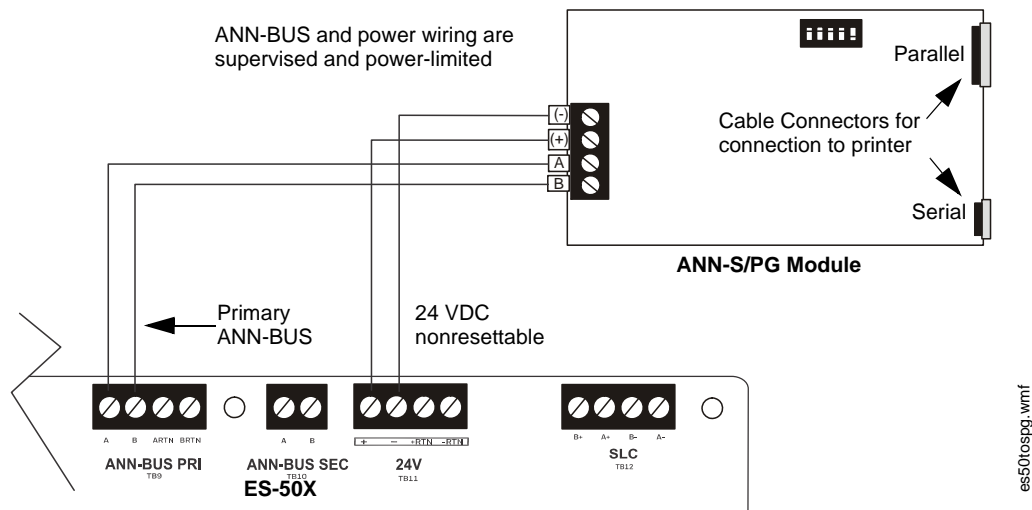 ANN-BUS and power wiring are
supervised and power-limited
Parallel
Cable Connectors for
connection to printer
Serial
(-)
(+)
A
B
ANN-S/PG Module
Primary
ANN-BUS
24 VDC
nonresettable
A B ARTN BRTN
ANN-BUS PRI
TB9
A B
ANN-BUS SEC
TB10
ES-50X
+ - +RTN -RTN
24V
TB11
B+ A+ B- A-
SLC
TB12
es50tospg.wmf